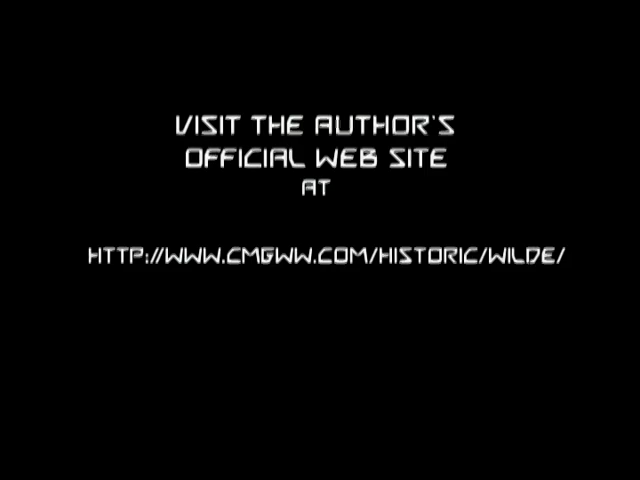 VISIT THE AUTHOR'S
OFFICIAL WEB SITE
AT
HTTP://WWW.CMGWW.COM/HISTORIC/WILDE/